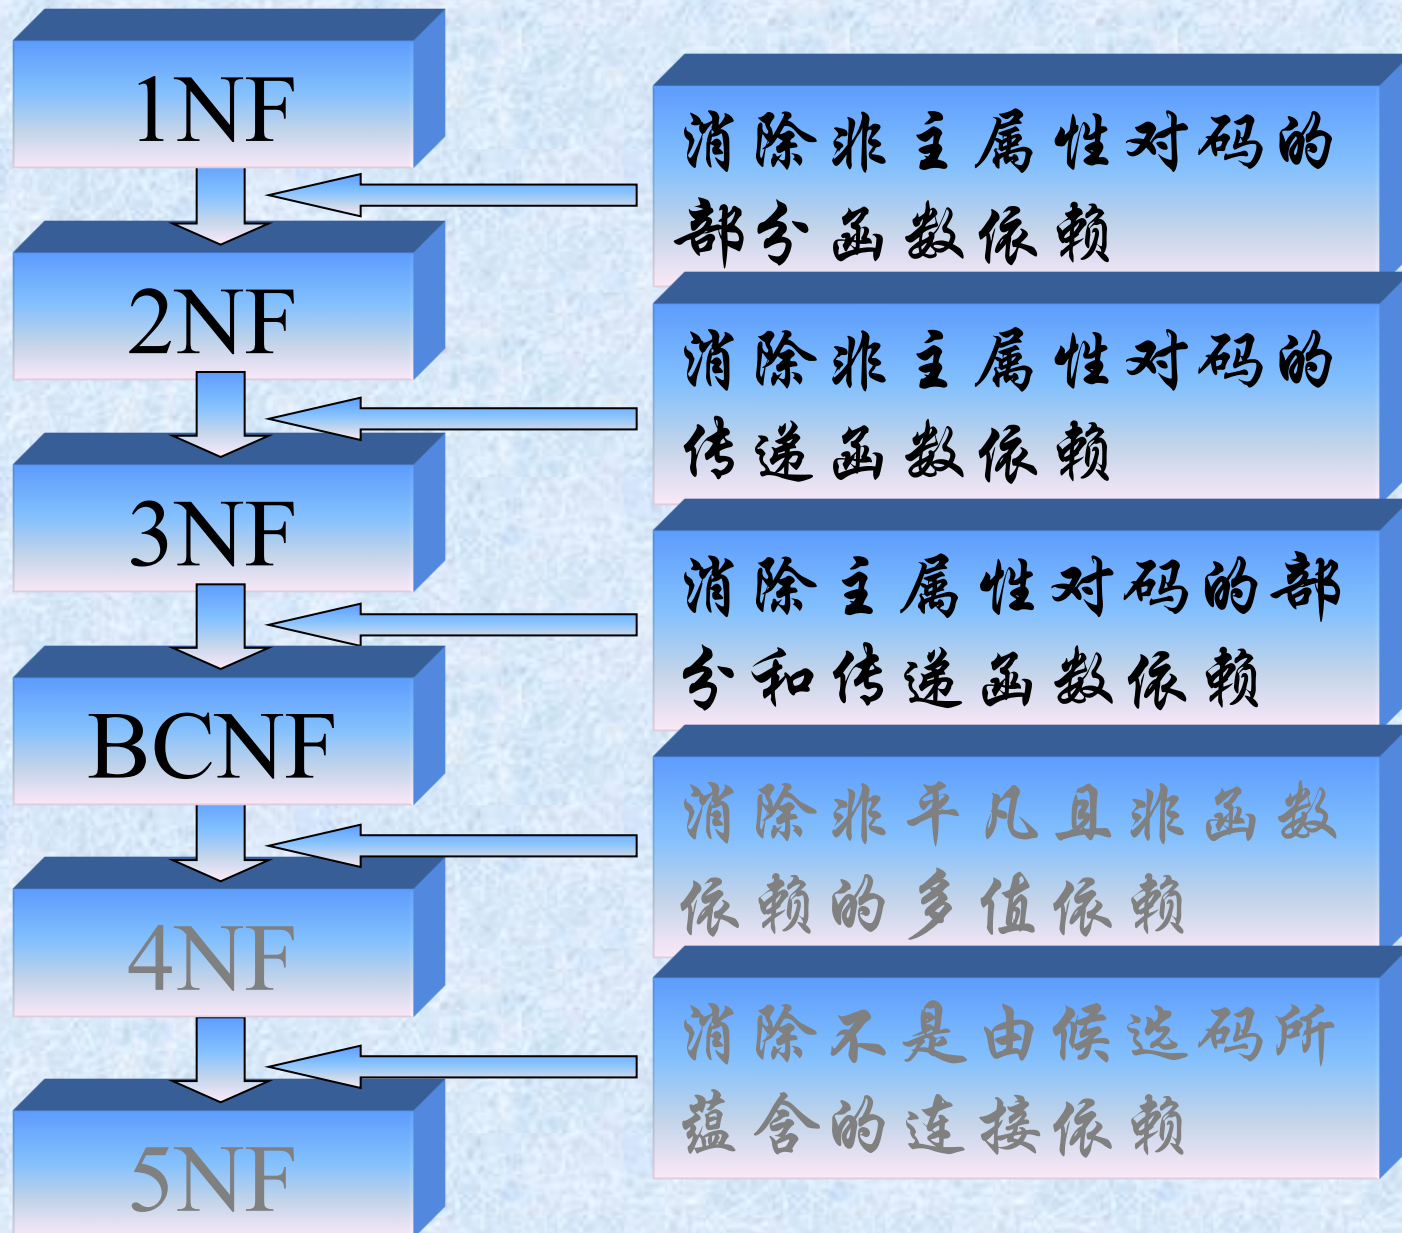 1NF
消除非主属性对码的
部分函数依赖
2NF
消除非主属性对码的
传递函数依赖
3NF
消除主属性对码的部
分和传递函数依赖
BCNF
消除非平凡且非函数
依赖的多值依赖
4NF
消除不是由候选码所
蕴含的连接依赖
5NF